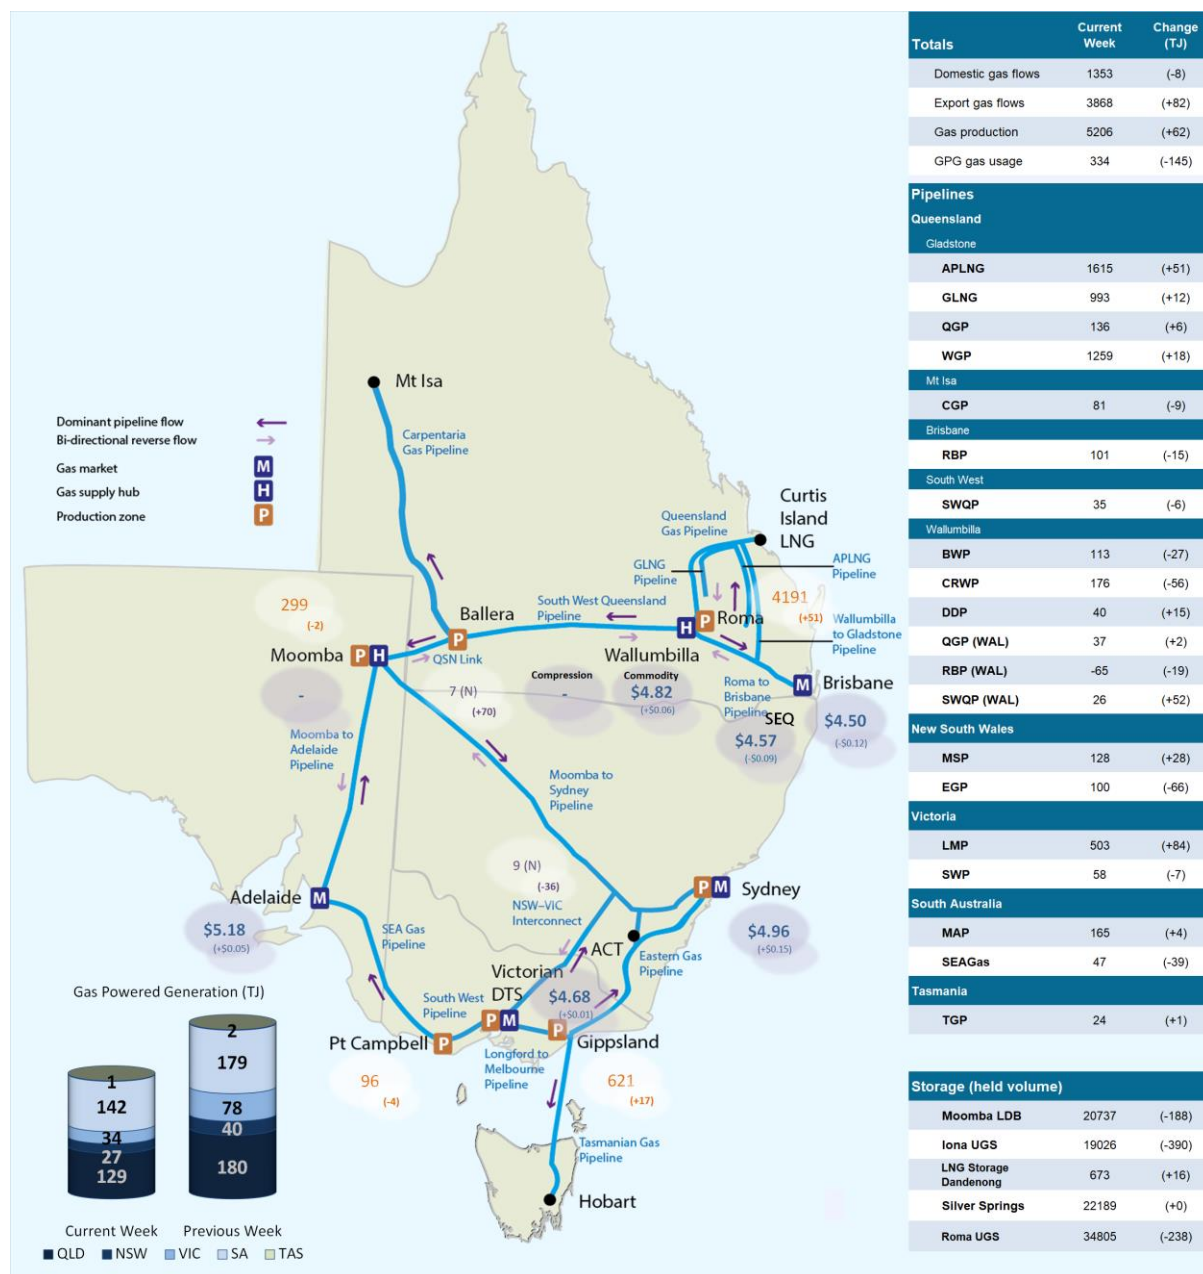 Mt Isa
Dominant pipeline flow
Bi-directional reverse flow
Gas market M
Gas supply hub H
Production zone P
Carpentaria
Gas Pipeline
Queensland
Gas Pipeline
Curtis
Island
LNG
GLNG
Pipeline
APLNG
Pipeline
299
(-2)
Ballera
South West Queensland
Pipeline
4191
(+51)
P
H
P
Roma
Wallumbilla
to Gladstone
Pipeline
Moomba P H
QSN Link
Wallumbilla
7 (N)
(+70)
Compression
-
Commodity
$4.82
(+$0.06)
Roma to
Brisbane
Pipeline
M Brisbane
SEQ
$4.57
(-$0.09)
$4.50
(-$0.12)
-
Moomba to
Adelaide
Pipeline
Moomba to
Sydney
Pipeline
9 (N)
(-36)
NSW-VIC
Interconnect
P M Sydney
$4.96
(+$0.15)
Adelaide M
$5.18
(+$0.05)
SEA Gas
Pipeline
ACT
Eastern Gas
Pipeline
Victorian
DTS
$4.68
(+$0.01)
South West
Pipeline
P M
P
Gippsland
Pt Campbell P
Longford to
Melbourne
Pipeline
96
(-4)
621
(+17)
Tasmanian Gas
Pipeline
Hobart
Gas Powered Generation (TJ)
1
142
34
27
129
2
179
78
40
180
Current Week Previous Week
QLD NSW VIC SA TAS
Totals Current Week Change (TJ)
Domestic gas flows 1353 (-8)
Export gas flows 3868 (+82)
Gas production 5206 (+62)
GPG gas usage 334 (-145)
Pipelines
Queensland
Gladstone
APLNG 1615 (+51)
GLNG 993 (+12)
QGP 136 (+6)
WGP 1259 (+18)
Mt Isa
CGP 81 (-9)
Brisbane
RBP 101 (-15)
South West
SWQP 35 (-6)
Wallumbilla
BWP 113 (-27)
CRWP 176 (-56)
DDP 40 (+15)
QGP (WAL) 37 (+2)
RBP (WAL) -65 (-19)
SWQP (WAL) 26 (+52)
New South Wales
MSP 128 (+28)
EGP 100 (-66)
Victoria
LMP 503 (+84)
SWP 58 (-7)
South Australia
MAP 165 (+4)
SEAGas 47 (-39)
Tasmania
TGP 24 (+1)
Storage (held volume)
Moomba LDB 20737 (-188)
Iona UGS 19026 (-390)
LNG Storage
Dandenong 673 (+16)
Silver Springs 22189 (+0)
Roma UGS 34805 (-238)